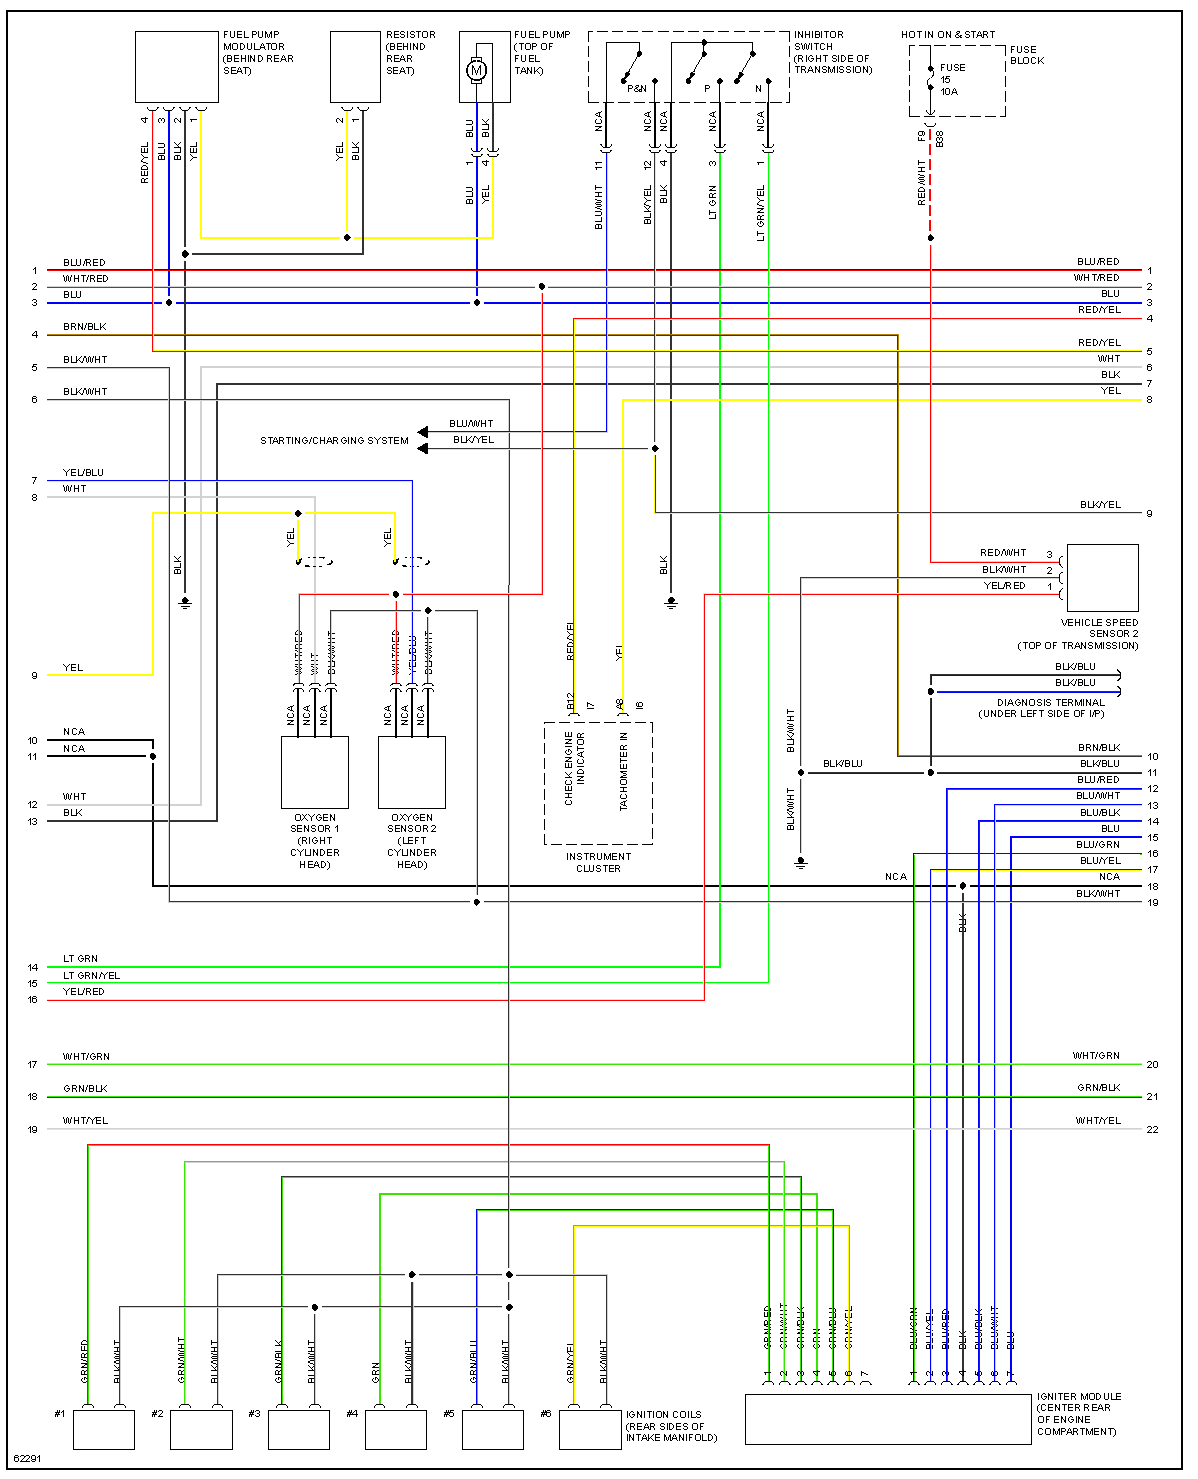 FUEL PUMP
MODULATOR
(BEHIND REAR
SEAT)
RESISTOR
(BEHIND
REAR
SEAT)
FUEL PUMP
(TOP OF
FUEL
TANK)
M
INHIBITOR
SWITCH
(RIGHT SIDE OF
TRANSMISSION)
P&N
P
N
HOT IN ON & START
FUSE
BLOCK
FUSE
15
10A
4
3
2
1
RED/YEL
BLU
BLK
YEL
2
1
YEL
BLK
BLU
BLK
1
4
BLU
YEL
NCA
NCA
NCA
NCA
NCA
11
12
4
3
1
BLU/WHT
BLK/YEL
BLK
LT GRN
LT GRN/YEL
F9
B38
RED/WHT
1 BLU/RED
2 WHT/RED
3 BLU
4 BRN/BLK
5 BLK/WHT
6 BLK/WHT
BLU/RED 1
WHT/RED 2
BLU 3
RED/YEL 4
RED/YEL 5
WHT 6
BLK 7
YEL 8
BLU/WHT
STARTING/CHARGING SYSTEM
BLK/YEL
7 YEL/BLU
8 WHT
BLK/YEL 9
YEL
YEL
BLK
BLK
RED/WHT 3
BLK/WHT 2
YEL/RED 1
VEHICLE SPEED
SENSOR 2
(TOP OF TRANSMISSION)
WHT/RED
WHT
BLK/WHT
WHT/RED
YEL/BLU
BLK/WHT
RED/YEL
YEL
9 YEL
BLK/BLU
BLK/BLU
DIAGNOSIS TERMINAL
(UNDER LEFT SIDE OF I/P)
NCA
NCA
NCA
NCA
NCA
NCA
B12
I7
A8
I6
10 NCA
11 NCA
12 WHT
13 BLK
CHECK ENGINE
INDICATOR
TACHOMETER IN
INSTRUMENT
CLUSTER
OXYGEN
SENSOR 1
(RIGHT
CYLINDER
HEAD)
OXYGEN
SENSOR 2
(LEFT
CYLINDER
HEAD)
BLK/WHT
BLK/WHT
BLK/BLU
BRN/BLK 10
BLK/BLU 11
BLU/RED 12
BLU/WHT 13
BLU/BLK 14
BLU 15
BLU/GRN 16
BLU/YEL 17
NCA
NCA 18
BLK/WHT 19
BLK
14 LT GRN
15 LT GRN/YEL
16 YEL/RED
17 WHT/GRN
WHT/GRN 20
18 GRN/BLK
GRN/BLK 21
19 WHT/YEL
WHT/YEL 22
GRN/RED
BLK/WHT
GRN/WHT
BLK/WHT
GRN/BLK
BLK/WHT
GRN
BLK/WHT
GRN/BLU
BLK/WHT
GRN/YEL
BLK/WHT
GRN/RED
GRN/WHT
GRN/BLK
GRN
GRN/BLU
GRN/YEL
BLU/GRN
BLU/YEL
BLU/RED
BLK
BLU/BLK
BLU/WHT
BLU
1
2
3
4
5
6
7
1
2
3
4
5
6
7
#1
#2
#3
#4
#5
#6
IGNITION COILS
(REAR SIDES OF
INTAKE MANIFOLD)
IGNITER MODULE
(CENTER REAR
OF ENGINE
COMPARTMENT)
62291